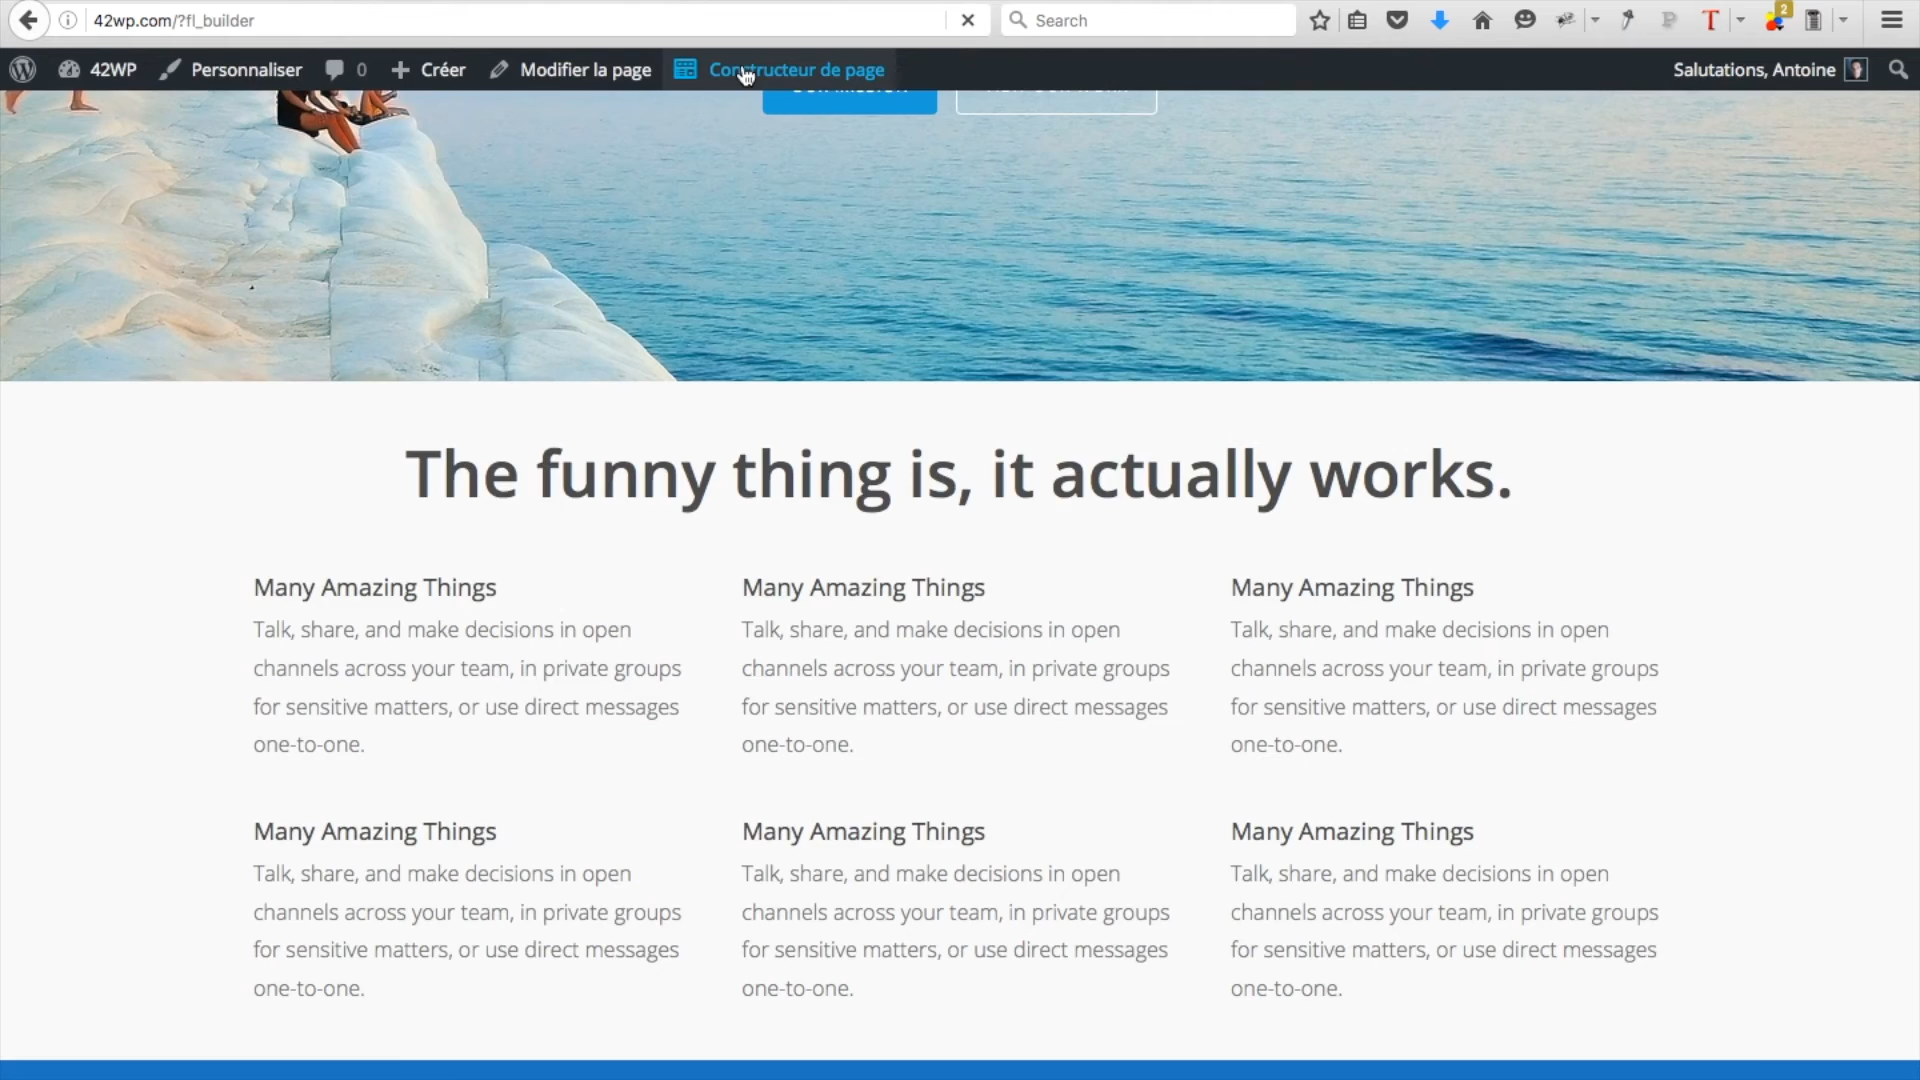 42wp.com/?fl_builder
Search
2
42WP
Personnaliser
0
Créer
Modifier la page
Constructeur de page
Salutations, Antoine
The funny thing is, it actually works.
Many Amazing Things
Talk, share, and make decisions in open
channels across your team, in private groups
for sensitive matters, or use direct messages
one-to-one.
Many Amazing Things
Talk, share, and make decisions in open
channels across your team, in private groups
for sensitive matters, or use direct messages
one-to-one.
Many Amazing Things
Talk, share, and make decisions in open
channels across your team, in private groups
for sensitive matters, or use direct messages
one-to-one.
Many Amazing Things
Talk, share, and make decisions in open
channels across your team, in private groups
for sensitive matters, or use direct messages
one-to-one.
Many Amazing Things
Talk, share, and make decisions in open
channels across your team, in private groups
for sensitive matters, or use direct messages
one-to-one.
Many Amazing Things
Talk, share, and make decisions in open
channels across your team, in private groups
for sensitive matters, or use direct messages
one-to-one.